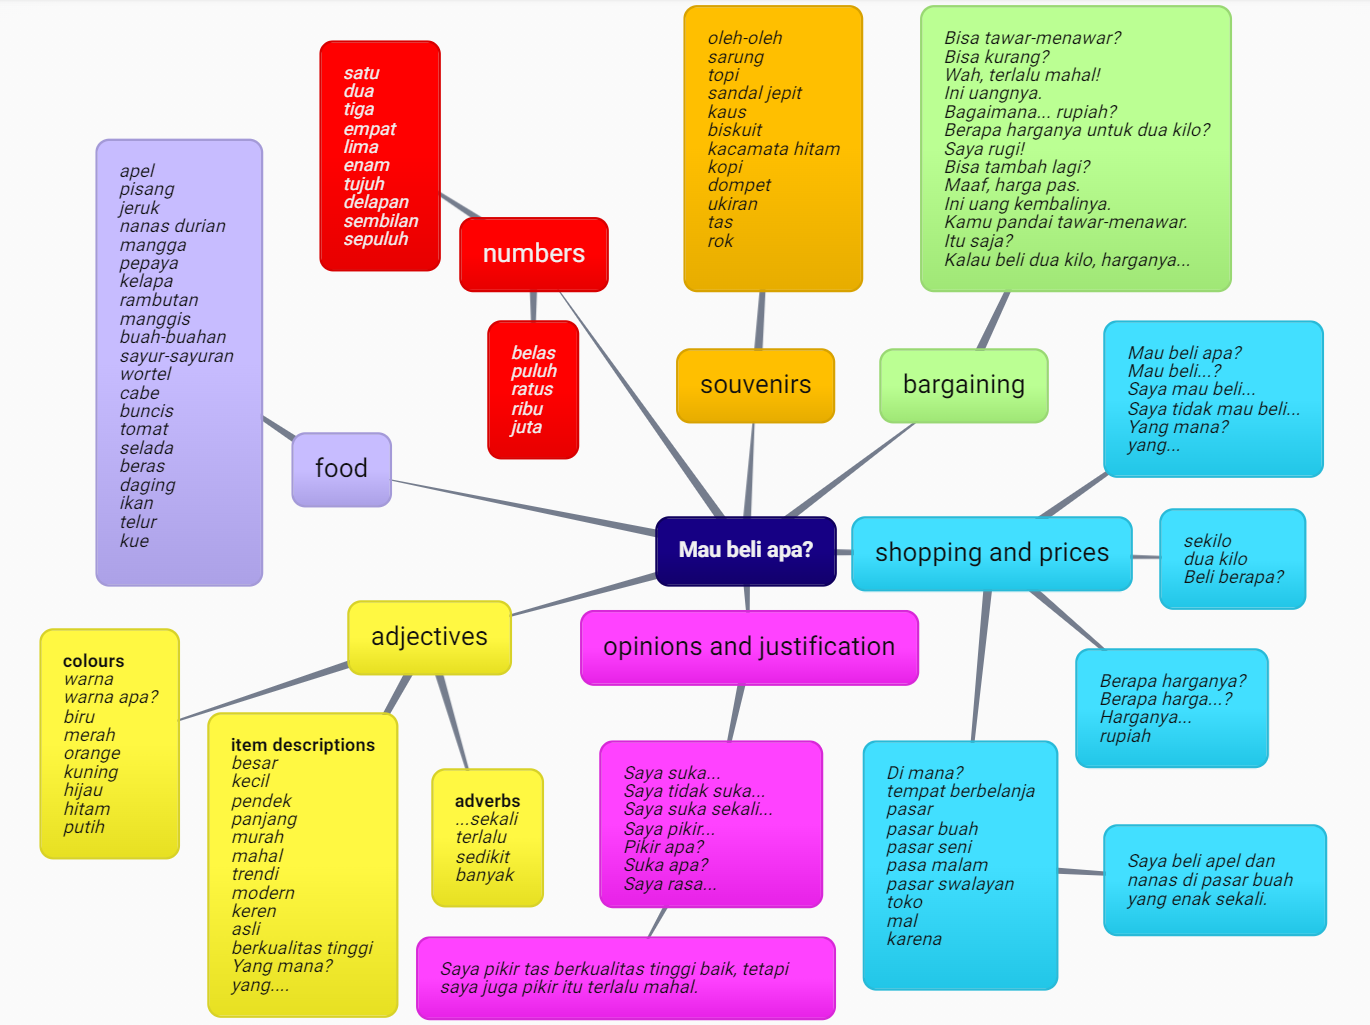 Mau beli apa?
numbers
satu
dua
tiga
empat
lima
enam
tujuh
delapan
sembilan
sepuluh
belas
puluh
ratus
ribu
juta
souvenirs
oleh-oleh
sarung
topi
sandal jepit
kaus
biskuit
kacamata hitam
kopi
dompet
ukiran
tas
rok
bargaining
Bisa tawar-menawar?
Bisa kurang?
Wah, terlalu mahal!
Ini uangnya.
Bagaimana... rupiah?
Berapa harganya untuk dua kilo?
Saya rugi!
Bisa tambah lagi?
Maaf, harga pas.
Ini uang kembalinya.
Kamu pandai tawar-menawar.
Itu saja?
Kalau beli dua kilo, harganya...
shopping and prices
Mau beli apa?
Mau beli...?
Saya mau beli...
Saya tidak mau beli...
Yang mana?
yang...
sekilo
dua kilo
Beli berapa?
Berapa harganya?
Berapa harga...?
Harganya...
rupiah
Di mana?
tempat berbelanja
pasar
pasar buah
pasar seni
pasa malam
pasar swalayan
toko
mal
karena
Saya beli apel dan
nanas di pasar buah
yang enak sekali.
opinions and justification
Saya suka...
Saya tidak suka...
Saya suka sekali...
Saya pikir...
Pikir apa?
Suka apa?
Saya rasa...
Saya pikir tas berkualitas tinggi baik, tetapi
saya juga pikir itu terlalu mahal.
adjectives
colours
warna
warna apa?
biru
merah
orange
kuning
hijau
hitam
putih
item descriptions
besar
kecil
pendek
panjang
murah
mahal
trendi
modern
keren
asli
berkualitas tinggi
Yang mana?
yang....
adverbs
...sekali
terlalu
sedikit
banyak
food
apel
pisang
jeruk
nanas durian
mangga
pepaya
kelapa
rambutan
manggis
buah-buahan
sayur-sayuran
wortel
cabe
buncis
tomat
selada
beras
daging
ikan
telur
kue